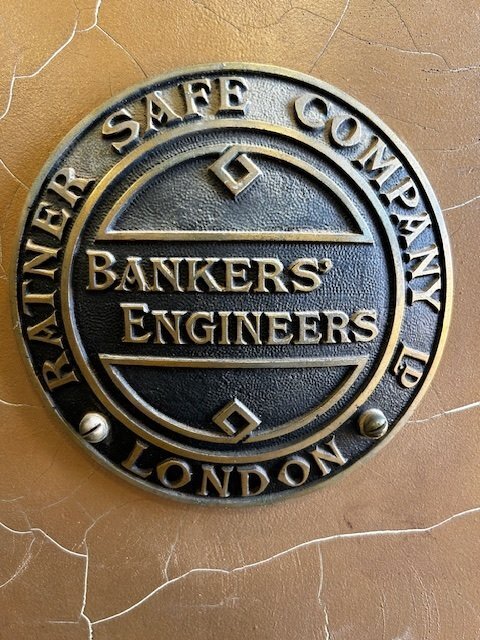 RATNER SAFE COMPANY LD
BANKERS'
ENGINEERS
LONDON